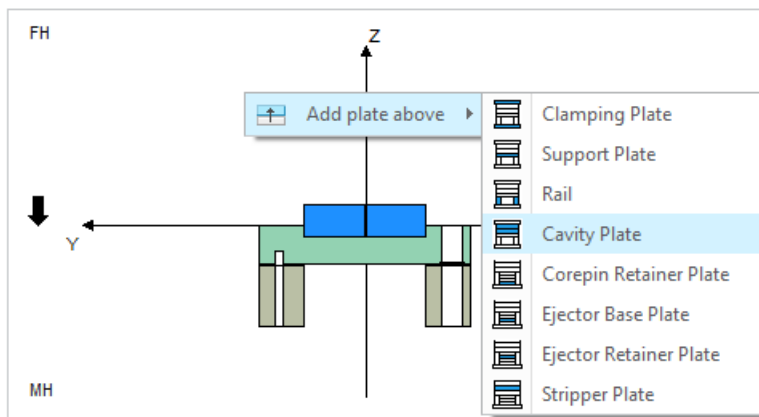 FH
Z
Add plate above
Clamping Plate
Support Plate
Rail
Cavity Plate
Y
Corepin Retainer Plate
Ejector Base Plate
Ejector Retainer Plate
MH
Stripper Plate